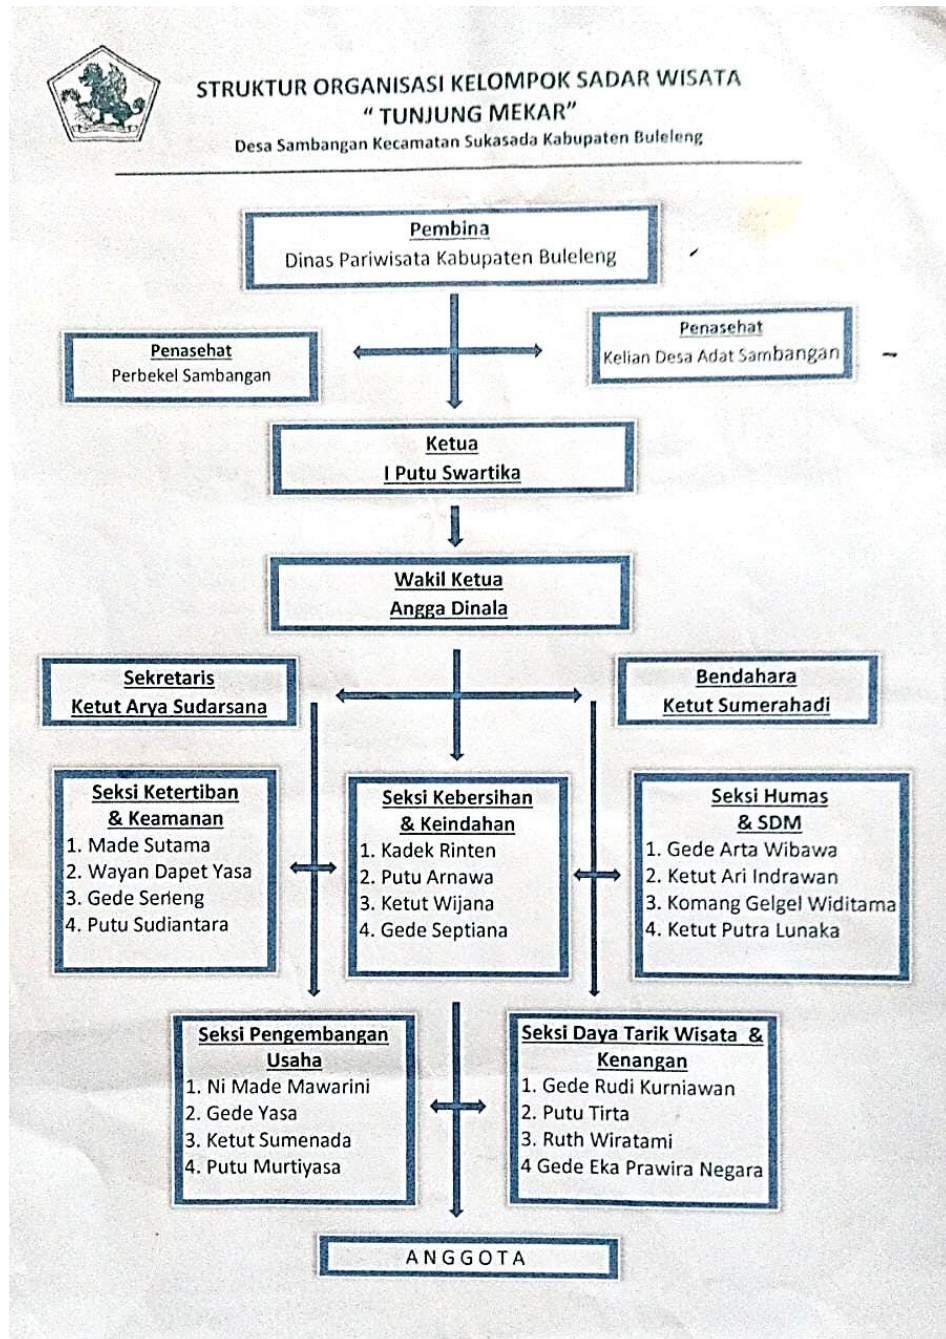 STRUKTUR ORGANISASI KELOMPOK SADAR WISATA
“ TUNJUNG MEKAR”
Desa Sambangan Kecamatan Sukasada Kabupaten Buleleng
Pembina
Dinas Pariwisata Kabupaten Buleleng
Penasehat
Perbekel Sambangan
Penasehat
Kelian Desa Adat Sambangan
Ketua
I Putu Swartika
Wakil Ketua
Angga Dinala
Sekretaris
Ketut Arya Sudarsana
Bendahara
Ketut Sumerahadi
Seksi Ketertiban
& Keamanan
1. Made Sutama
2. Wayan Dapet Yasa
3. Gede Serieng
4. Putu Sudiantara
Seksi Kebersihan
& Keindahan
1. Kadek Rinten
2. Putu Arnawa
3. Ketut Wijana
4. Gede Septiana
Seksi Humas
& SDM
1. Gede Arta Wibawa
2. Ketut Ari Indrawan
3. Komang Gelgel Widitama
4. Ketut Putra Lunaka
Seksi Pengembangan
Usaha
1. Ni Made Mawarini
2. Gede Yasa
3. Ketut Sumenada
4. Putu Murtiyasa
Seksi Daya Tarik Wisata &
Kenangan
1. Gede Rudi Kurniawan
2. Putu Tirta
3. Ruth Wiratami
4 Gede Eka Prawira Negara
A N G G O T A